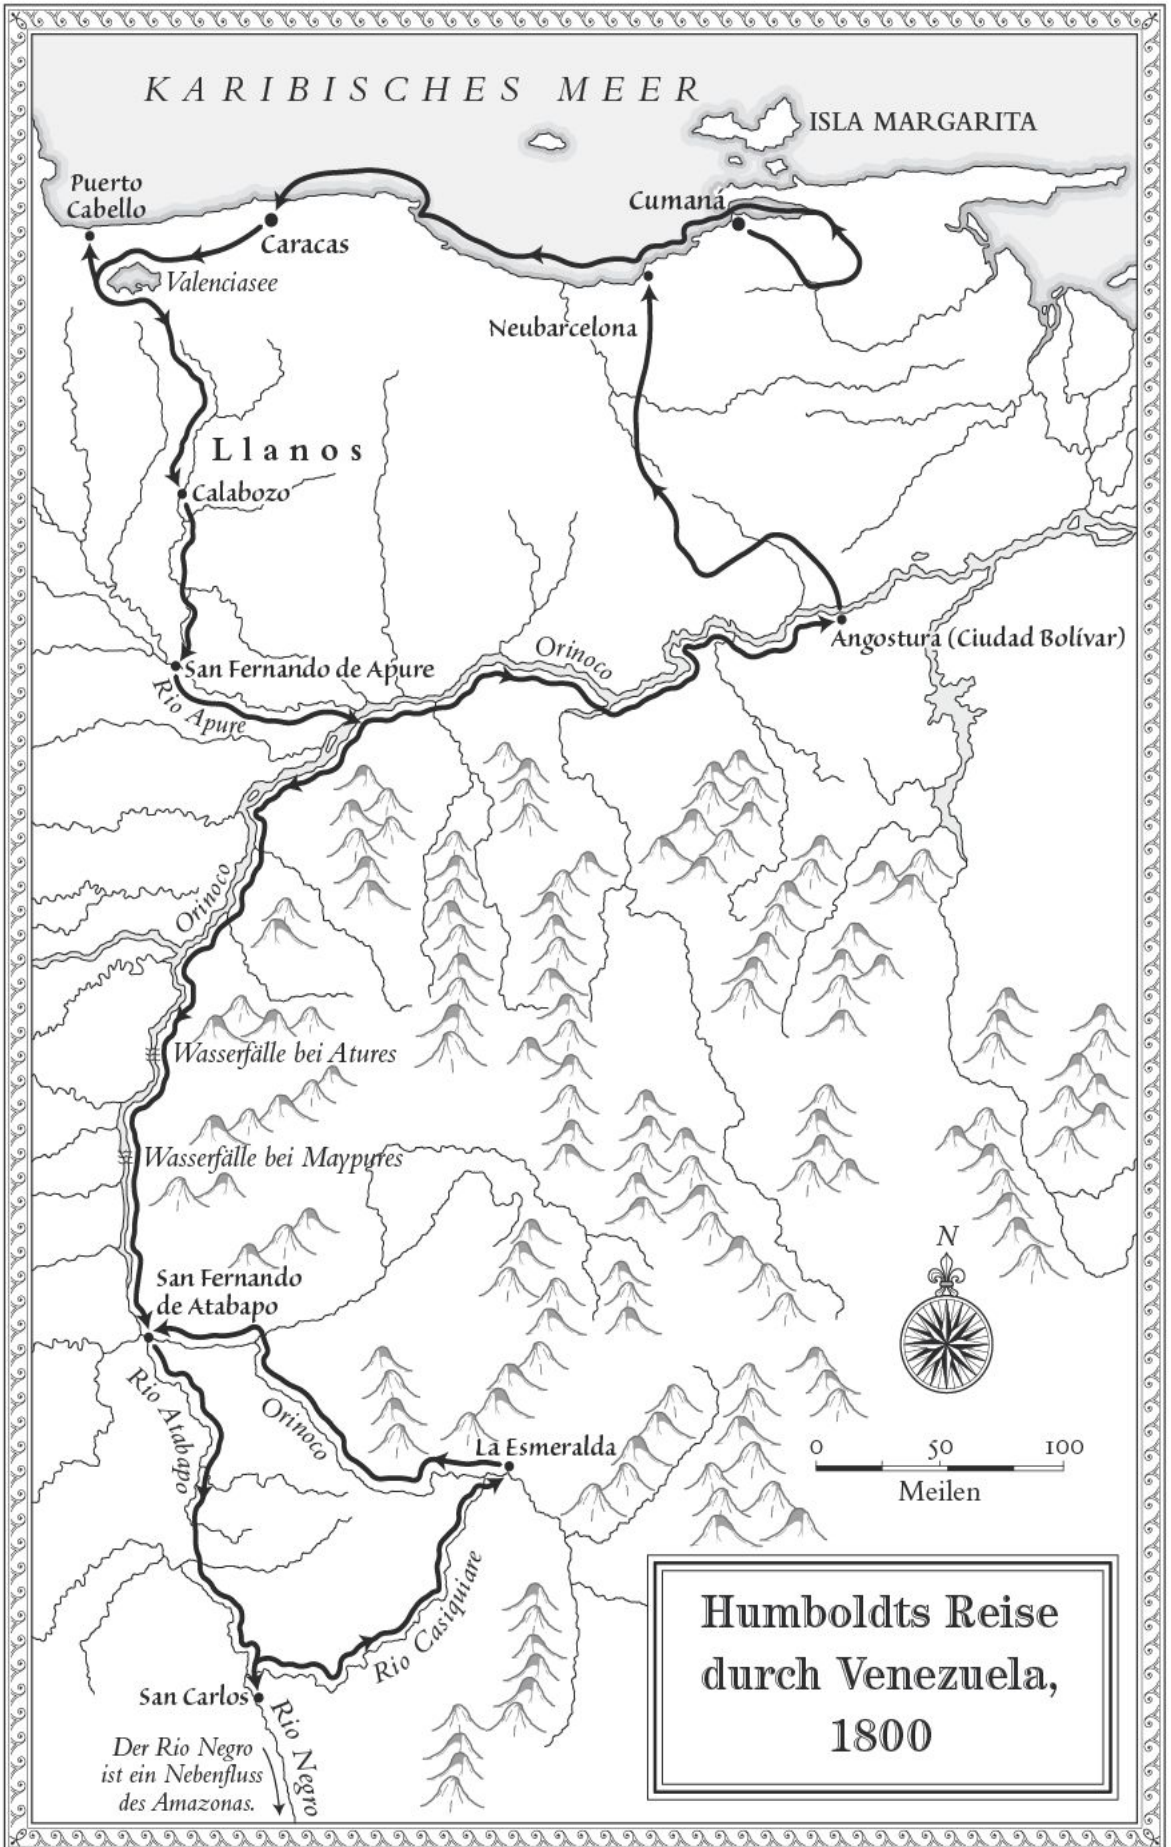 KARIBISCHES MEER
ISLA MARGARITA
Puerto
Cabello
Cumaná
Caracas
Valenciasee
Neubarcelona
Llanos
Calabozo
Orinoco
Angostura (Ciudad Bolívar)
San Fernando de Apure
Rio Apure
Orinoco
Wasserfälle bei Atures
Wasserfälle bei Maypures
N
San Fernando
de Atabapo
Rio Atabapo
Orinoco
La Esmeralda
0 50 100
Meilen
Rio Casiquiare
San Carlos
Rio Negro
Der Rio Negro
ist ein Nebenfluss
des Amazonas.
Humboldts Reise
durch Venezuela,
1800